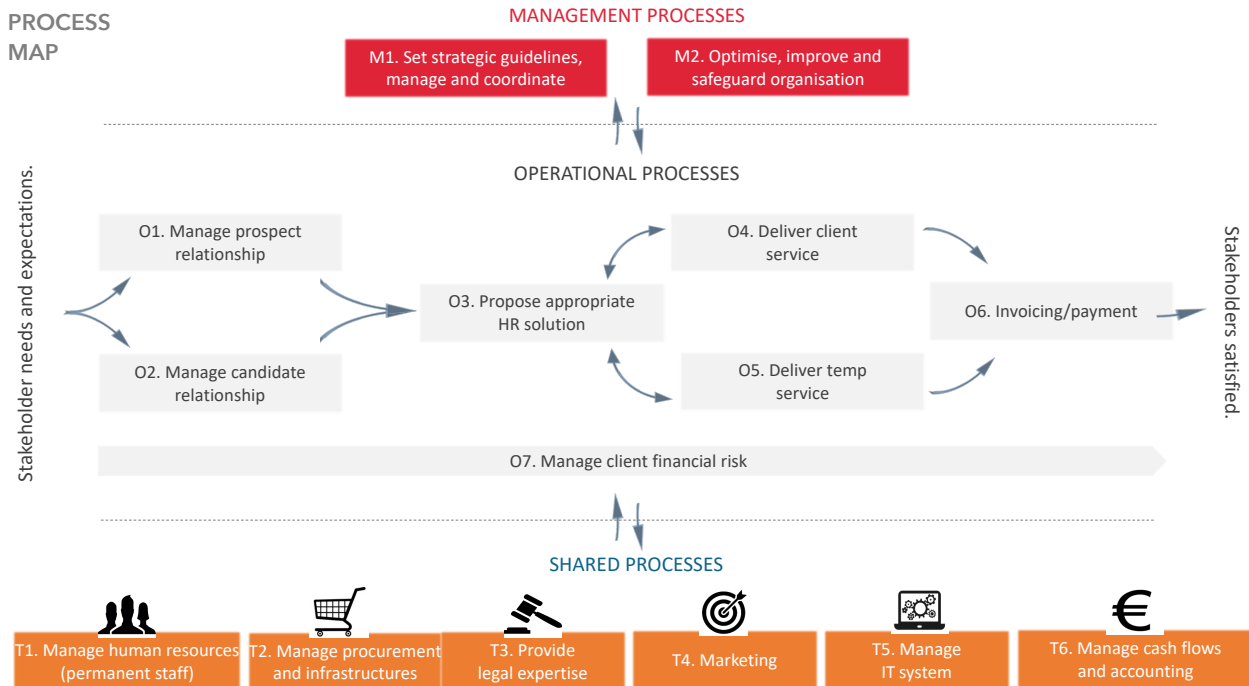 PROCESS
MAP
MANAGEMENT PROCESSES
M1. Set strategic guidelines,
manage and coordinate
M2. Optimise, improve and
safeguard organisation
Stakeholder needs and expectations.
OPERATIONAL PROCESSES
O1. Manage prospect
relationship
O2. Manage candidate
relationship
O3. Propose appropriate
HR solution
O4. Deliver client
service
O5. Deliver temp
service
O6. Invoicing/payment
Stakeholders satisfied.
O7. Manage client financial risk
SHARED PROCESSES
€
T1. Manage human resources
(permanent staff)
T2. Manage procurement
and infrastructures
T3. Provide
legal expertise
T4. Marketing
T5. Manage
IT system
T6. Manage cash flows
and accounting